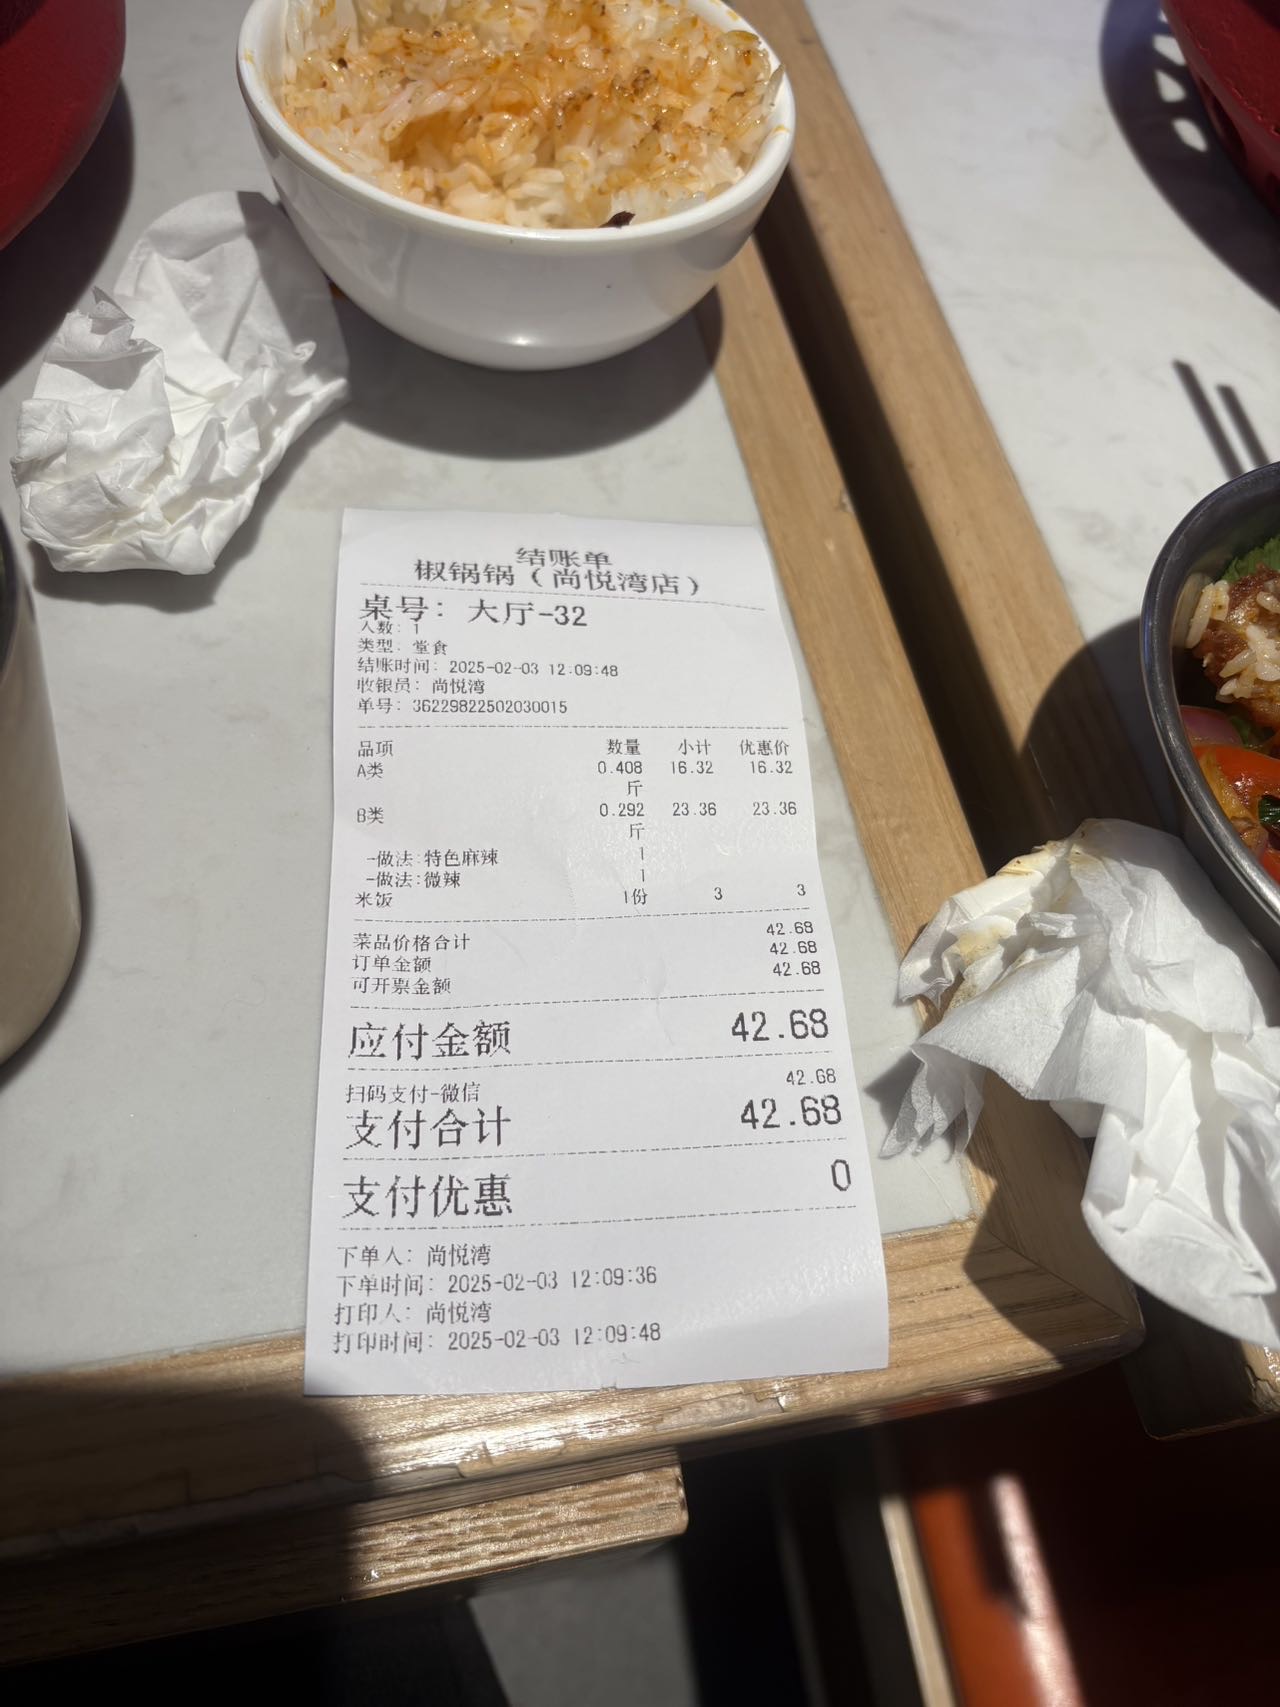 结账单
椒锅锅（尚悦湾店）
桌号：大厅-32
人数：1
类型：堂食
结账时间：2025-02-03 12:09:48
收银员：尚悦湾
单号：36229822502030015
品项 数量 小计 优惠价
A类 0.408 16.32 16.32
斤
B类 0.292 23.36 23.36
斤
-做法:特色麻辣 1
-做法:微辣 1
米饭 1份 3 3
菜品价格合计 42.68
订单金额 42.68
可开票金额 42.68
应付金额 42.68
扫码支付-微信 42.68
支付合计 42.68
支付优惠 0
下单人：尚悦湾
下单时间：2025-02-03 12:09:36
打印人：尚悦湾
打印时间：2025-02-03 12:09:48